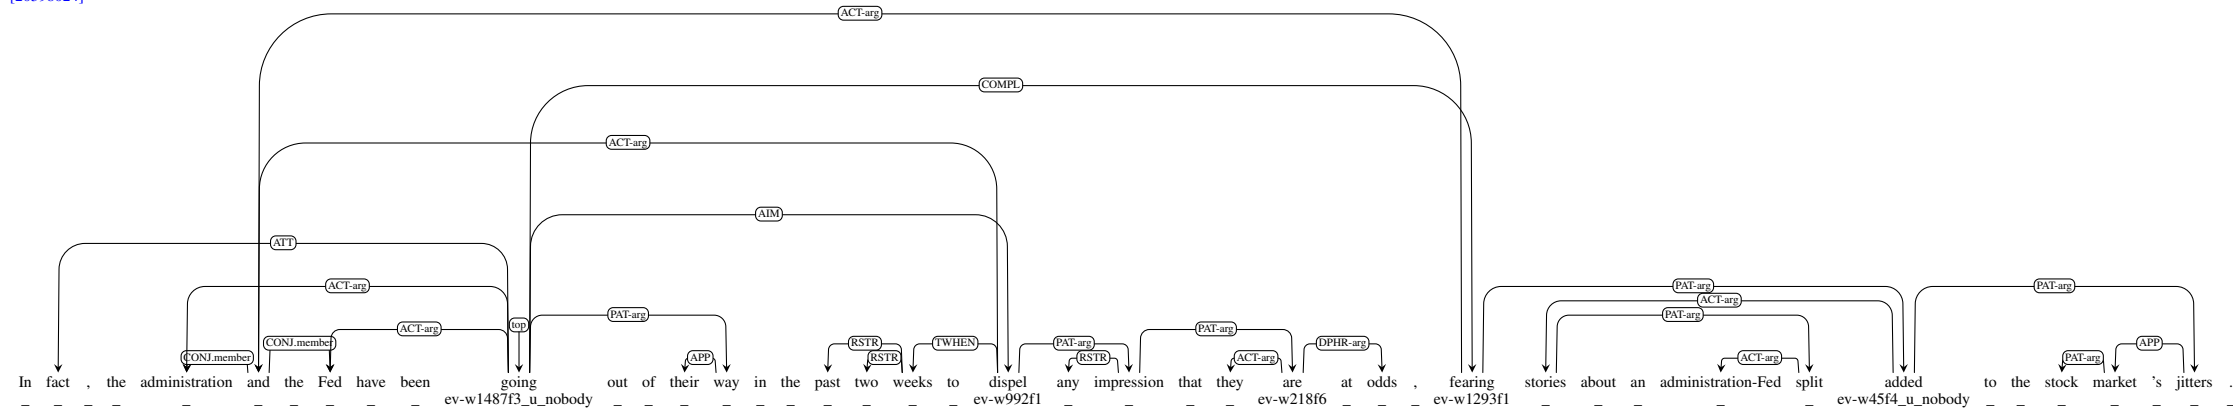 ACT-arg
COMPL
ACT-arg
AIM
ATT
ACT-arg PAT-arg PAT-arg
ACT-arg
PAT-arg PAT-arg
top ACT-arg PAT-arg
CONJ.member CONJ.member RSTR TWHEN PAT-arg DPHR-arg APP
APP RSTR RSTR ACT-arg ACT-arg PAT-arg
In fact , the administration and the Fed have been going out of their way in the past two weeks to dispel any impression that they are at odds , fearing stories about an administration-Fed split added to the stock market 's jitters .
_ _ _ _ _ _ _ _ _ _ ev-w1487f3_u_nobody _ _ _ _ _ _ _ _ _ _ ev-w992f1 _ _ _ _ ev-w218f6 _ _ _ ev-w1293f1 _ _ _ _ _ ev-w45f4_u_nobody _ _ _ _ _ _ _